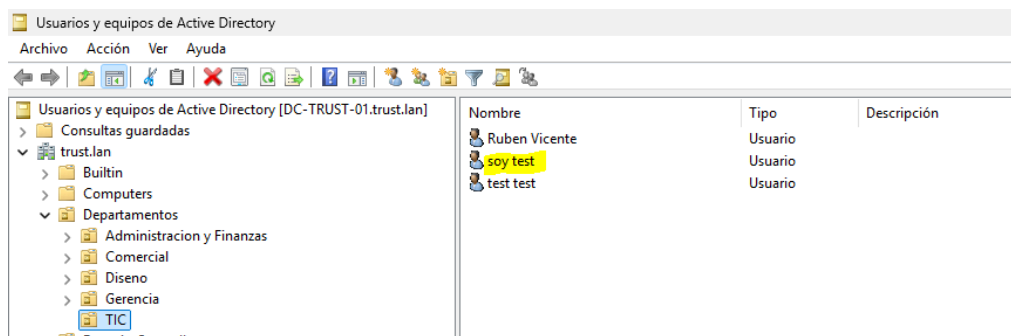 Usuarios y equipos de Active Directory
Archivo Acción Ver Ayuda
Usuarios y equipos de Active Directory [DC-TRUST-01.trust.lan]
Consultas guardadas
trust.lan
Builtin
Computers
Departamentos
Administracion y Finanzas
Comercial
Diseno
Gerencia
TIC
Nombre Tipo Descripción
Ruben Vicente Usuario
soy test Usuario
test test Usuario